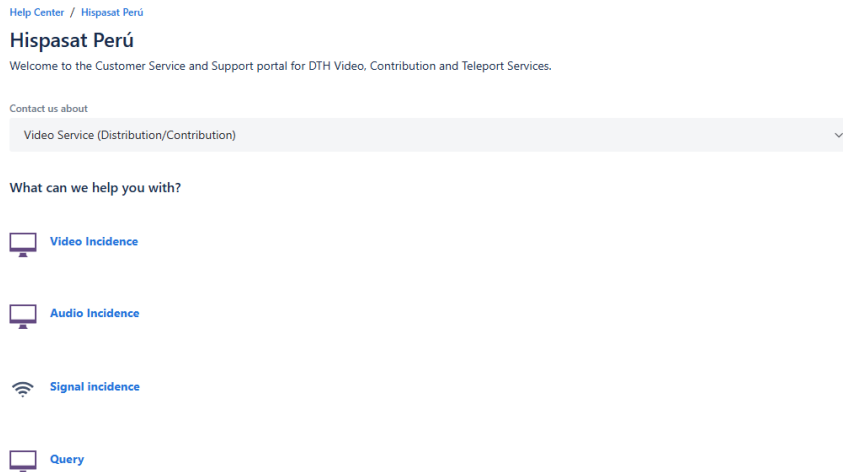 Help Center / Hispasat Perú
Hispasat Perú
Welcome to the Customer Service and Support portal for DTH Video, Contribution and Teleport Services.
Contact us about
Video Service (Distribution/Contribution)
What can we help you with?
Video Incidence
Audio Incidence
Signal incidence
Query